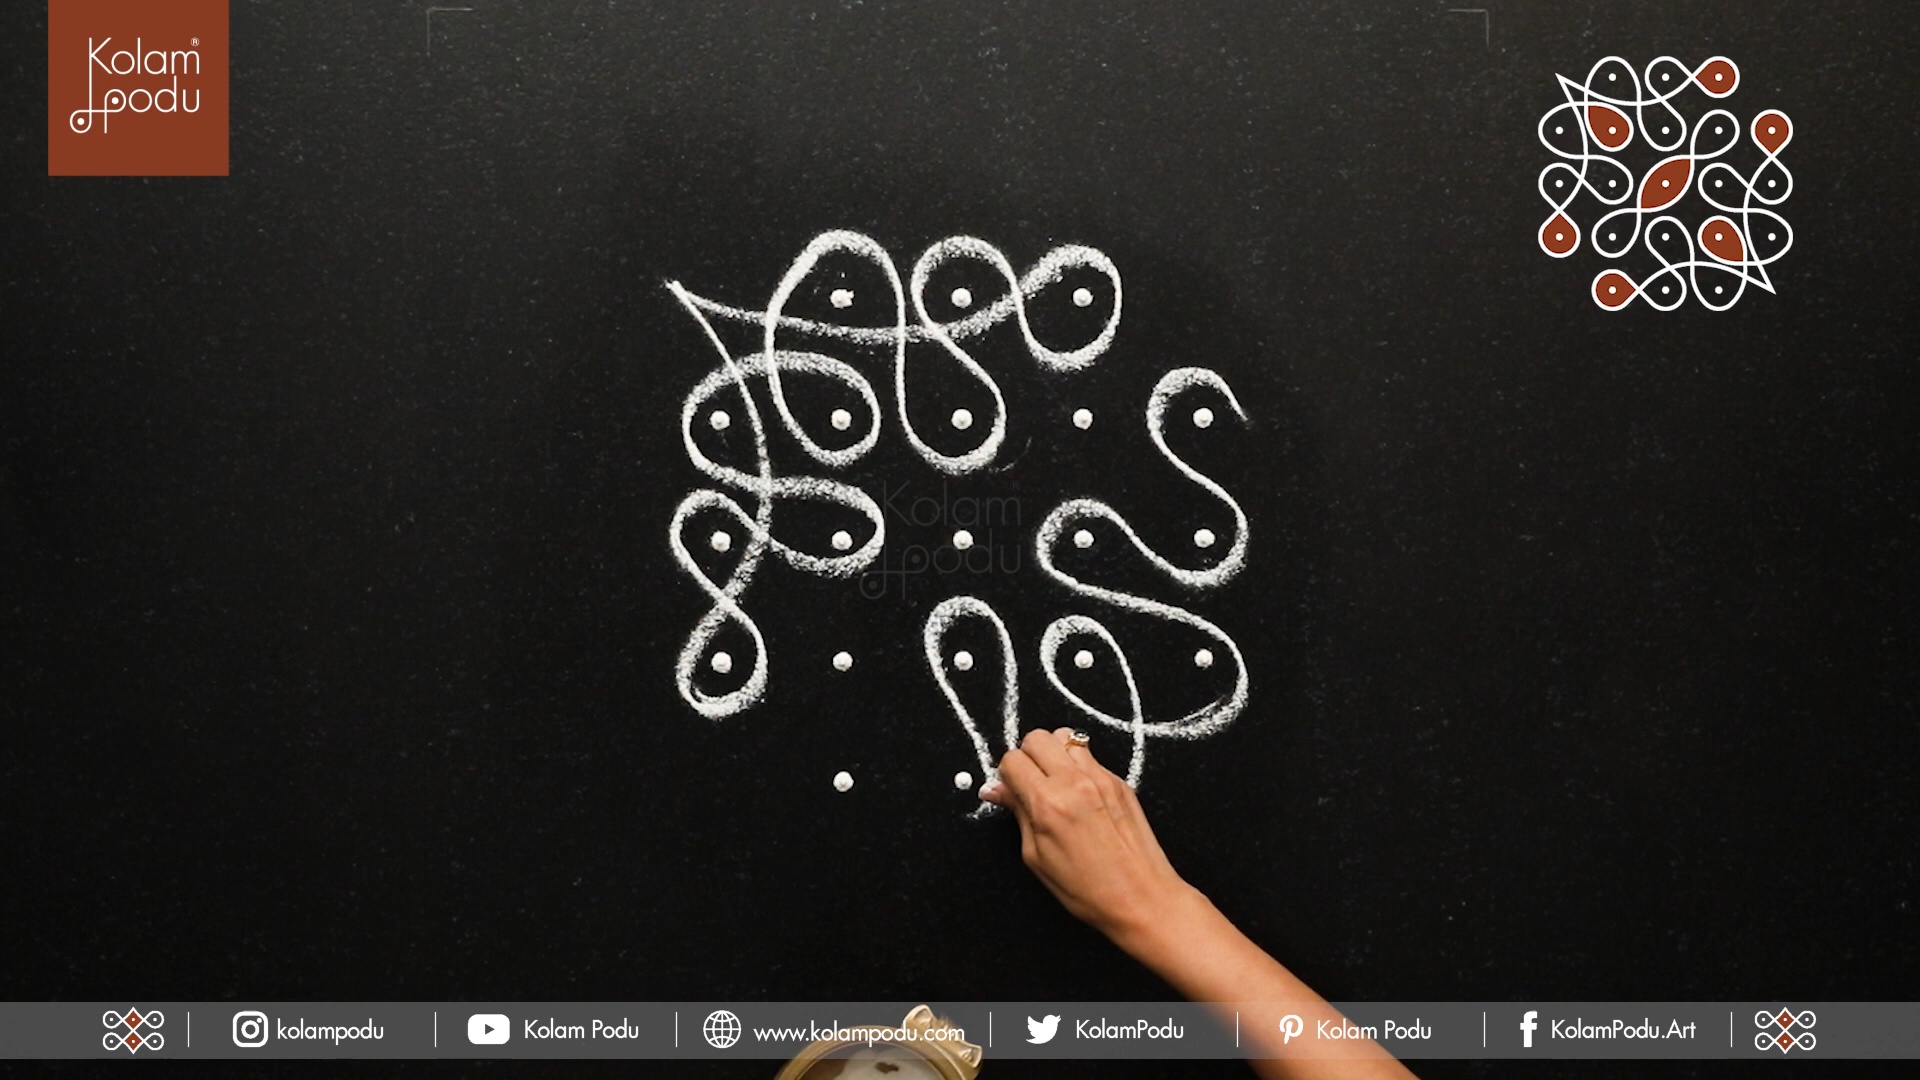 Kolam®
podu
Kolam®
podu
kolampodu
Kolam Podu
www.kolampodu.com
KolamPodu
Kolam Podu
KolamPodu.Art